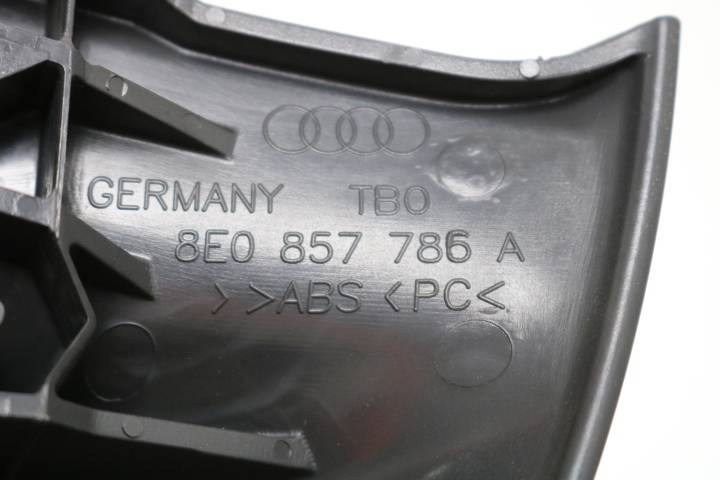 GERMANY TBO
8E0 857 786 A
>>ABS<PC<